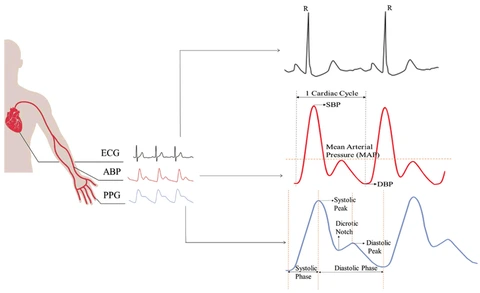 R
R
1 Cardiac Cycle
SBP
Mean Arterial
Pressure (MAP)
DBP
ECG
ABP
PPG
Systolic
Peak
Dicrotic
Notch
Diastolic
Peak
Systolic
Phase
Diastolic Phase